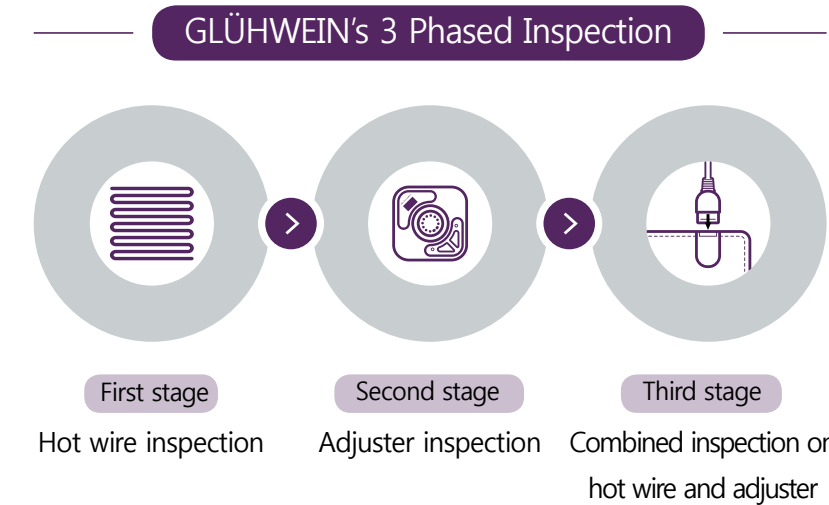 GLÜHWEIN's 3 Phased Inspection
First stage
Second stage
Third stage
Hot wire inspection
Adjuster inspection
Combined inspection on
hot wire and adjuster